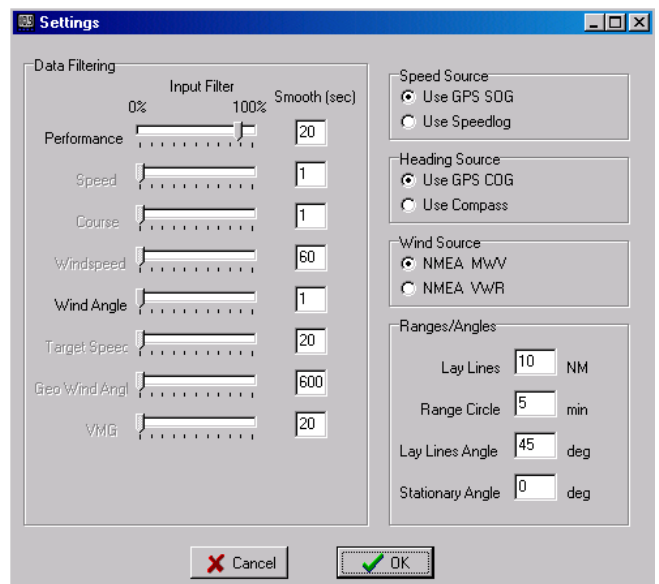 Settings
Data Filtering
Input Filter
0% 100% Smooth (sec)
Performance 20
Speed 1
Course 1
Windspeed 60
Wind Angle 1
Target Speec 20
Geo Wind Angl 600
VMG 20
Speed Source
Use GPS SOG
Use Speedlog
Heading Source
Use GPS COG
Use Compass
Wind Source
NMEA MWV
NMEA VWR
Ranges/Angles
Lay Lines 10 NM
Range Circle 5 min
Lay Lines Angle 45 deg
Stationary Angle 0 deg
Cancel OK